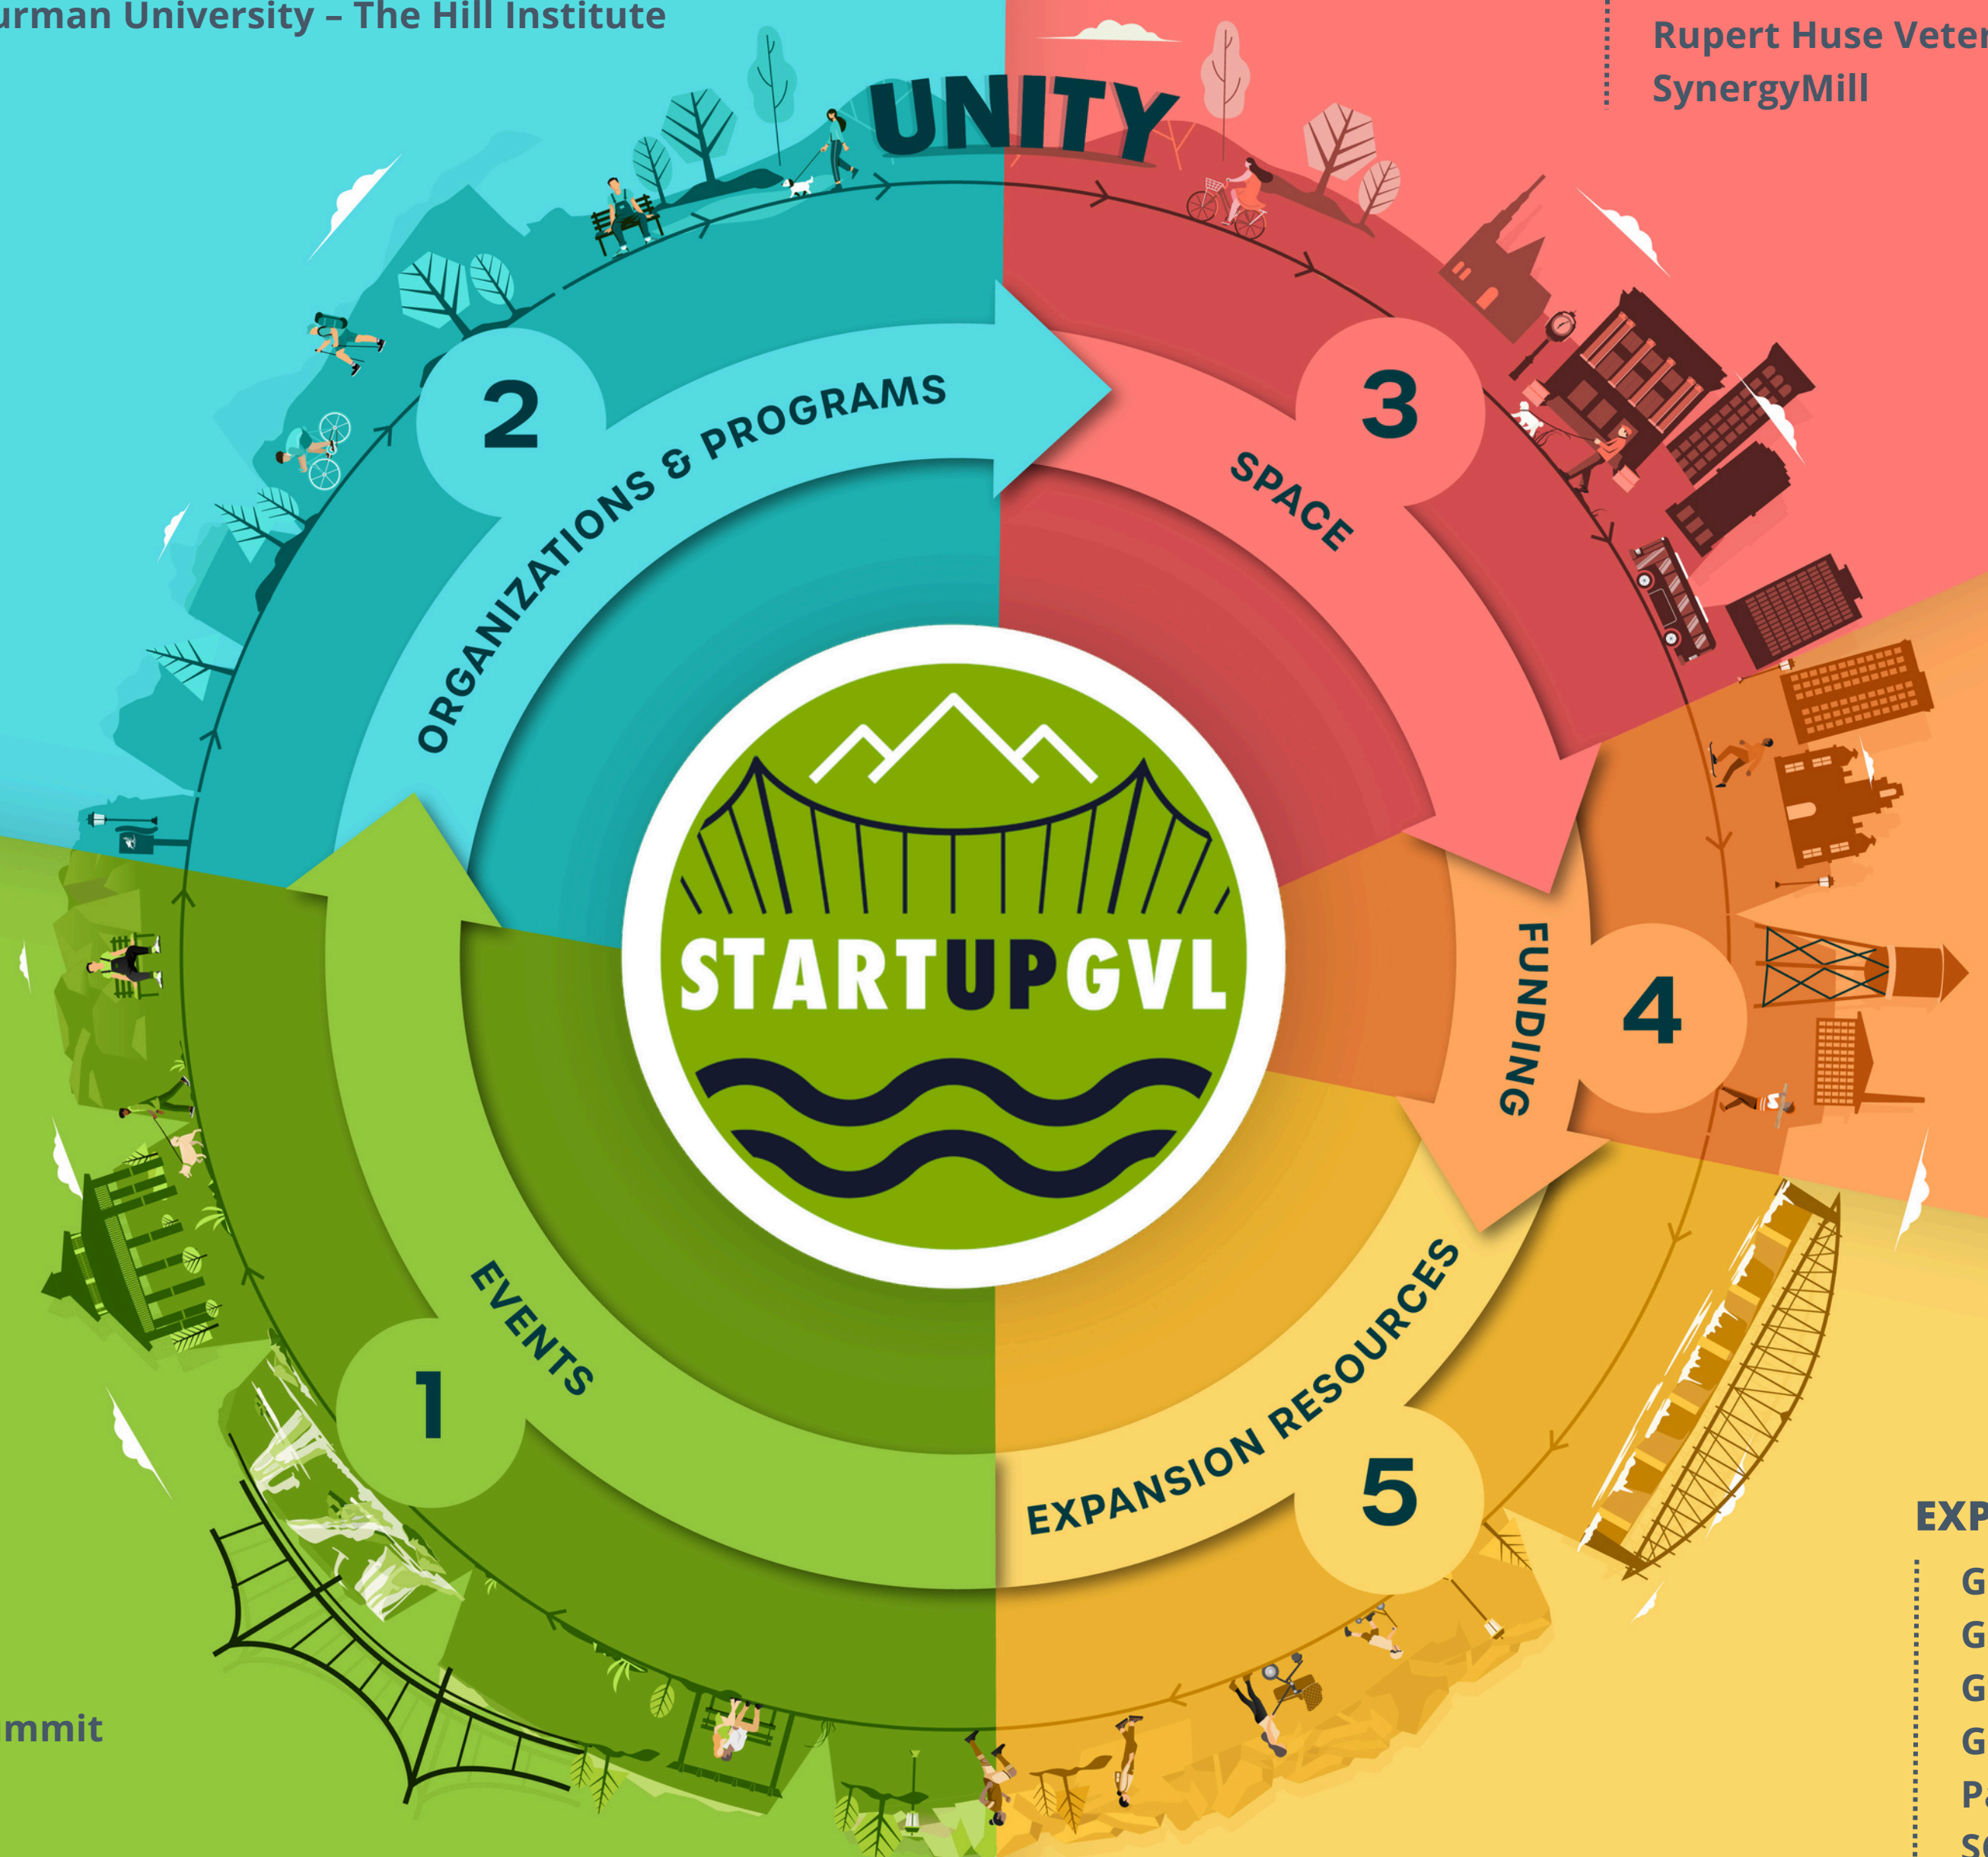 urman University – The Hill Institute
Rupert Huse Veter
SynergyMill
UNITY
2
ORGANIZATIONS & PROGRAMS
3
SPACE
STARTUPGVL
4
FUNDING
1
EVENTS
5
EXPANSION RESOURCES
EXP
G
G
G
G
ummit